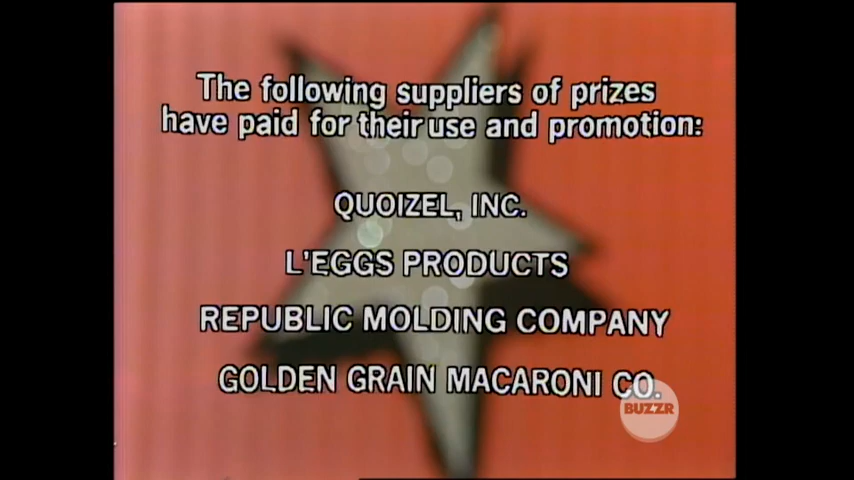 The following suppliers of prizes
have paid for their use and promotion:
QUOIZEL, INC.
L'EGGS PRODUCTS
REPUBLIC MOLDING COMPANY
GOLDEN GRAIN MACARONI CO.
BUZZR